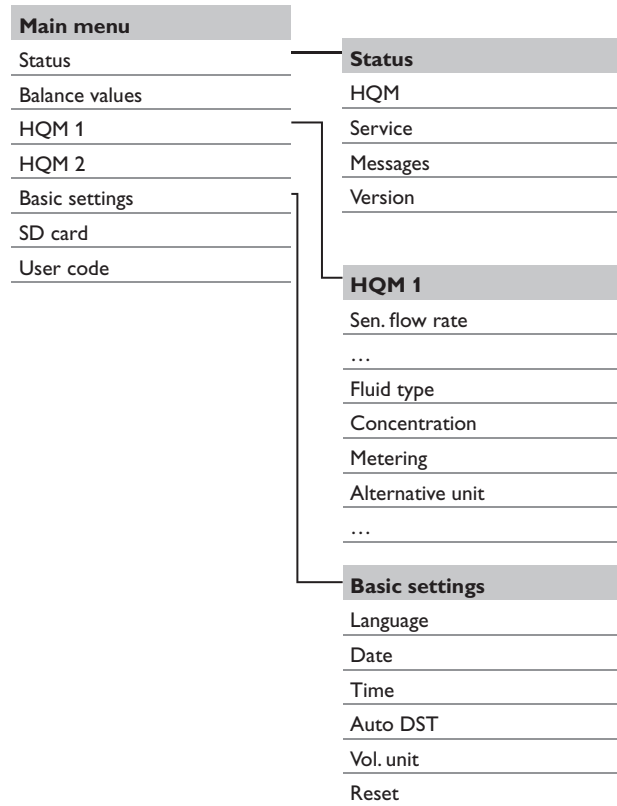 Main menu
Status
Balance values
HQM 1
HQM 2
Basic settings
SD card
User code
Status
HQM
Service
Messages
Version
HQM 1
Sen. flow rate
…
Fluid type
Concentration
Metering
Alternative unit
…
Basic settings
Language
Date
Time
Auto DST
Vol. unit
Reset